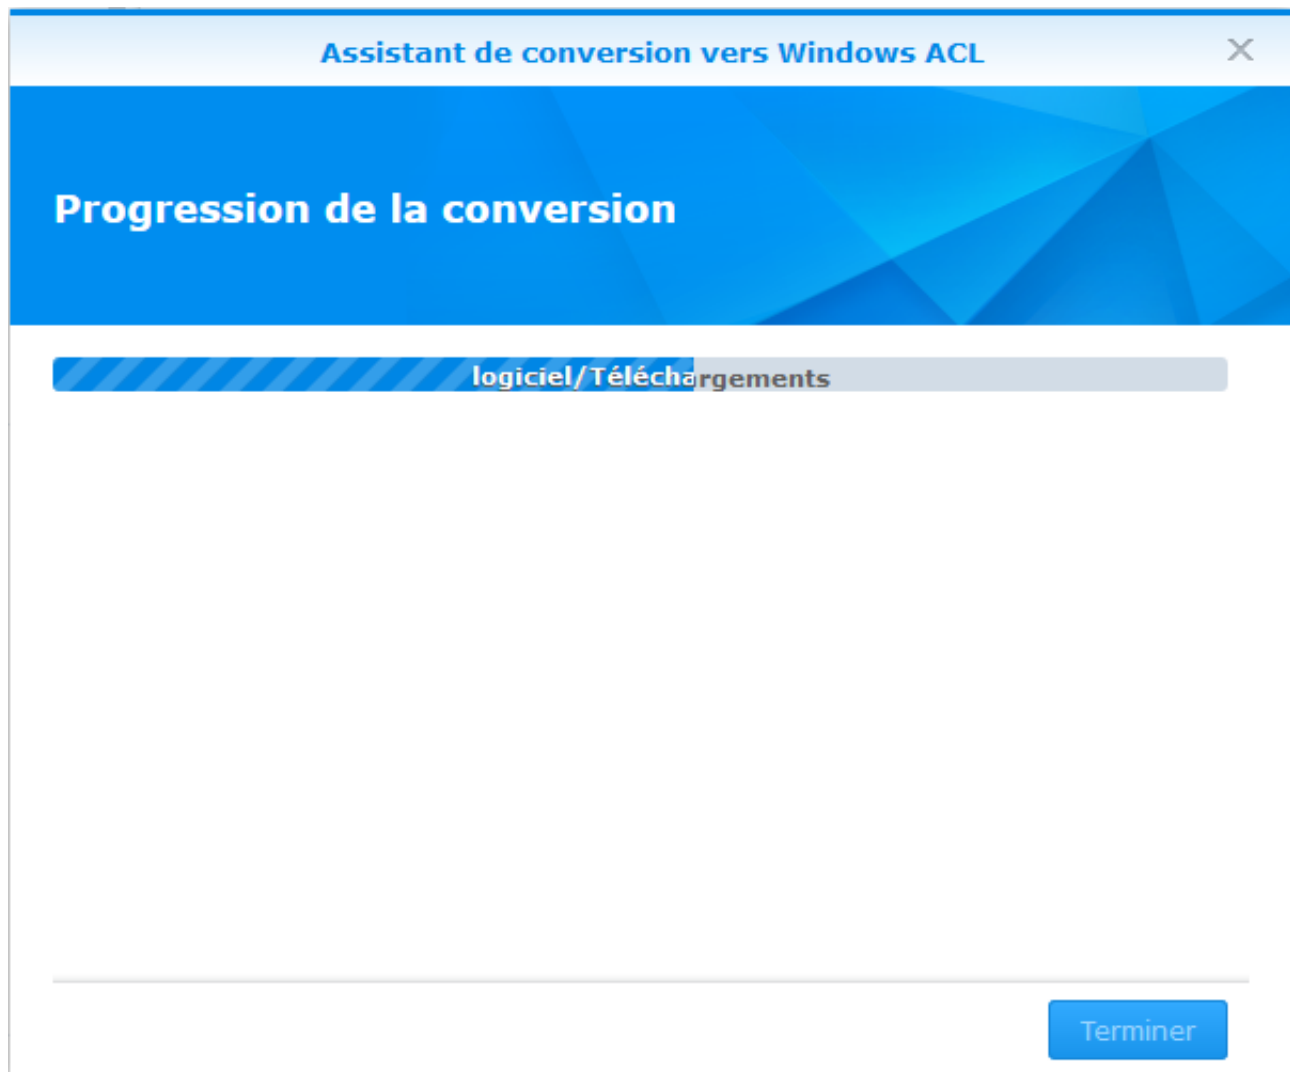 Assistant de conversion vers Windows ACL
Progression de la conversion
logiciel/Téléchargements
Terminer